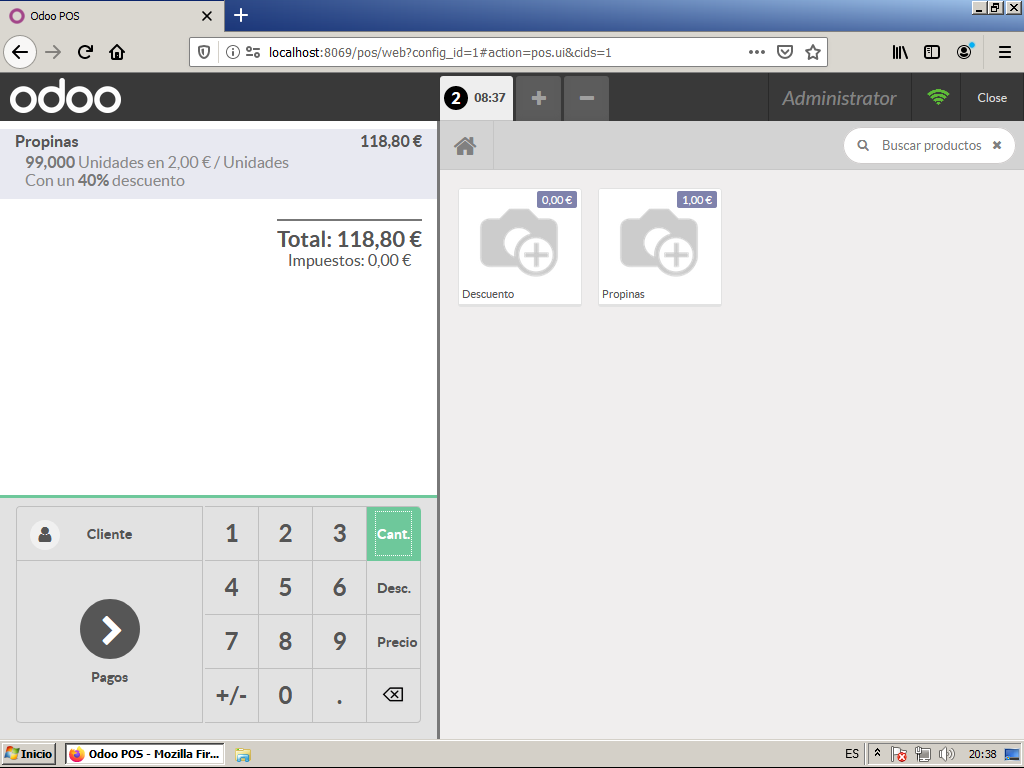 Odoo POS
localhost:8069/pos/web?config_id=1#action=pos.ui&cids=1
odoo
2 08:37
Administrator
Close
Propinas 118,80 €
99,000 Unidades en 2,00 € / Unidades
Con un 40% descuento
Total: 118,80 €
Impuestos: 0,00 €
Buscar productos
0,00 €
Descuento
1,00 €
Propinas
Cliente
Pagos
1 2 3 Cant.
4 5 6 Desc.
7 8 9 Precio
+/- 0 .
Inicio
Odoo POS - Mozilla Fir...
ES
20:38